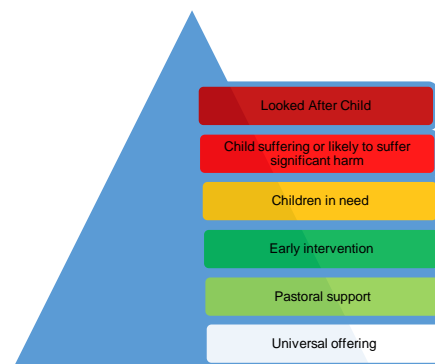 Looked After Child
Child suffering or likely to suffer
significant harm
Children in need
Early intervention
Pastoral support
Universal offering